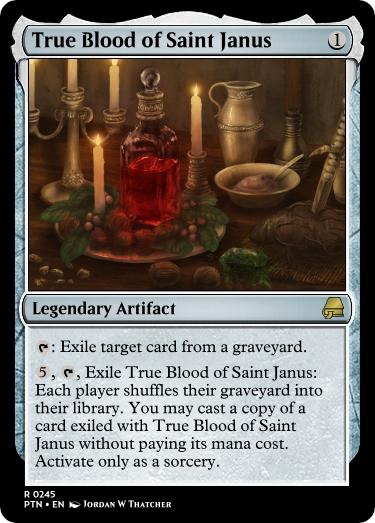 True Blood of Saint Janus 1
Legendary Artifact
: Exile target card from a graveyard.
5 , , Exile True Blood of Saint Janus:
Each player shuffles their graveyard into
their library. You may cast a copy of a
card exiled with True Blood of Saint
Janus without paying its mana cost.
Activate only as a sorcery.
R 0245
PTN • EN Jordan W Thatcher